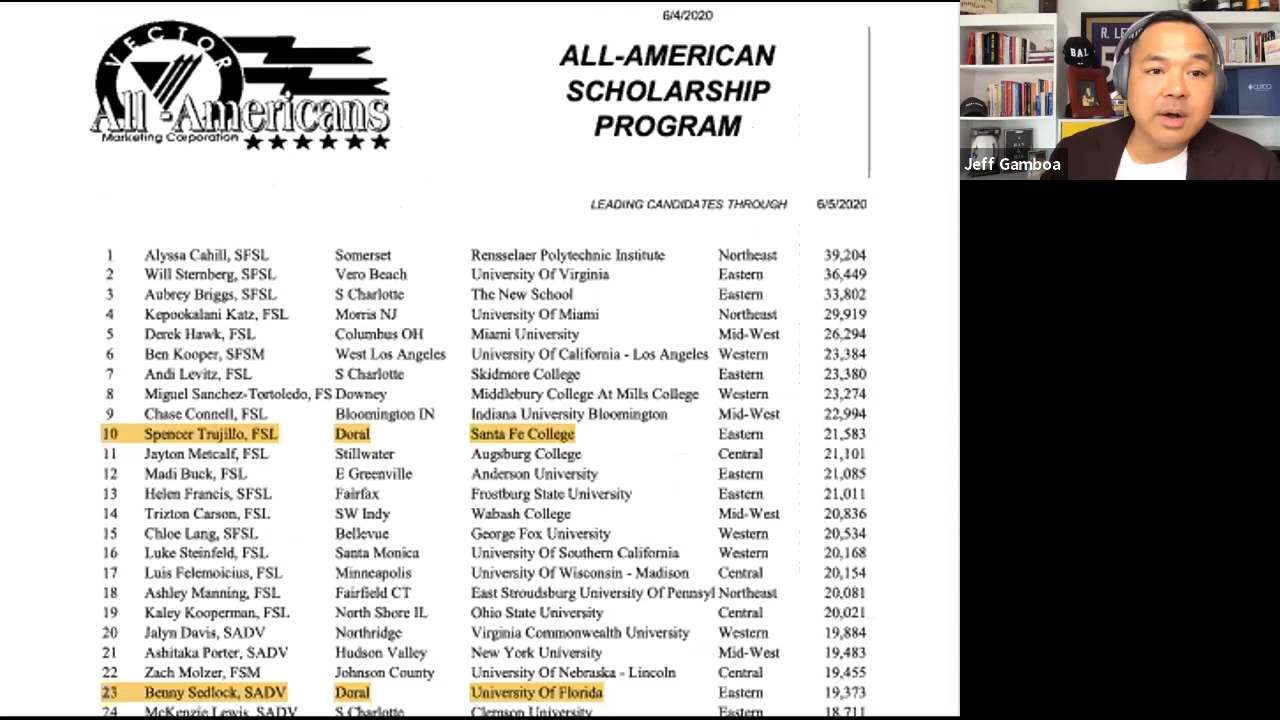 6/4/2020
VECTOR
All-Americans
Marketing Corporation
ALL-AMERICAN
SCHOLARSHIP
PROGRAM
LEADING CANDIDATES THROUGH 6/5/2020
1 Alyssa Cahill, SFSL Somerset Rensselaer Polytechnic Institute Northeast 39,204
2 Will Sternberg, SFSL Vero Beach University Of Virginia Eastern 36,449
3 Aubrey Briggs, SFSL S Charlotte The New School Eastern 33,802
4 Kepookalani Katz, FSL Morris NJ University Of Miami Northeast 29,919
5 Derek Hawk, FSL Columbus OH Miami University Mid-West 26,294
6 Ben Kooper, SFSM West Los Angeles University Of California - Los Angeles Western 23,384
7 Andi Levitz, FSL S Charlotte Skidmore College Eastern 23,380
8 Miguel Sanchez-Tortoledo, FS Downey Middlebury College At Mills College Western 23,274
9 Chase Connell, FSL Bloomington IN Indiana University Bloomington Mid-West 22,994
10 Spencer Trujillo, FSL Doral Santa Fe College Eastern 21,583
11 Jayton Metcalf, FSL Stillwater Augsburg College Central 21,101
12 Madi Buck, FSL E Greenville Anderson University Eastern 21,085
13 Helen Francis, SFSL Fairfax Frostburg State University Eastern 21,011
14 Trizton Carson, FSL SW Indy Wabash College Mid-West 20,836
15 Chloe Lang, SFSL Bellevue George Fox University Western 20,534
16 Luke Steinfeld, FSL Santa Monica University Of Southern California Western 20,168
17 Luis Felemoicius, FSL Minneapolis University Of Wisconsin - Madison Central 20,154
18 Ashley Manning, FSL Fairfield CT East Stroudsburg University Of Pennsyl Northeast 20,081
19 Kaley Kooperman, FSL North Shore IL Ohio State University Central 20,021
20 Jalyn Davis, SADV Northridge Virginia Commonwealth University Western 19,884
21 Ashitaka Porter, SADV Hudson Valley New York University Mid-West 19,483
22 Zach Molzer, FSM Johnson County University Of Nebraska - Lincoln Central 19,455
23 Benny Sedlock, SADV Doral University Of Florida Eastern 19,373
24 McKenzie Lewis, SADV S Charlotte Clemson University Eastern 18,711
BAL
CUTCO
Jeff Gamboa